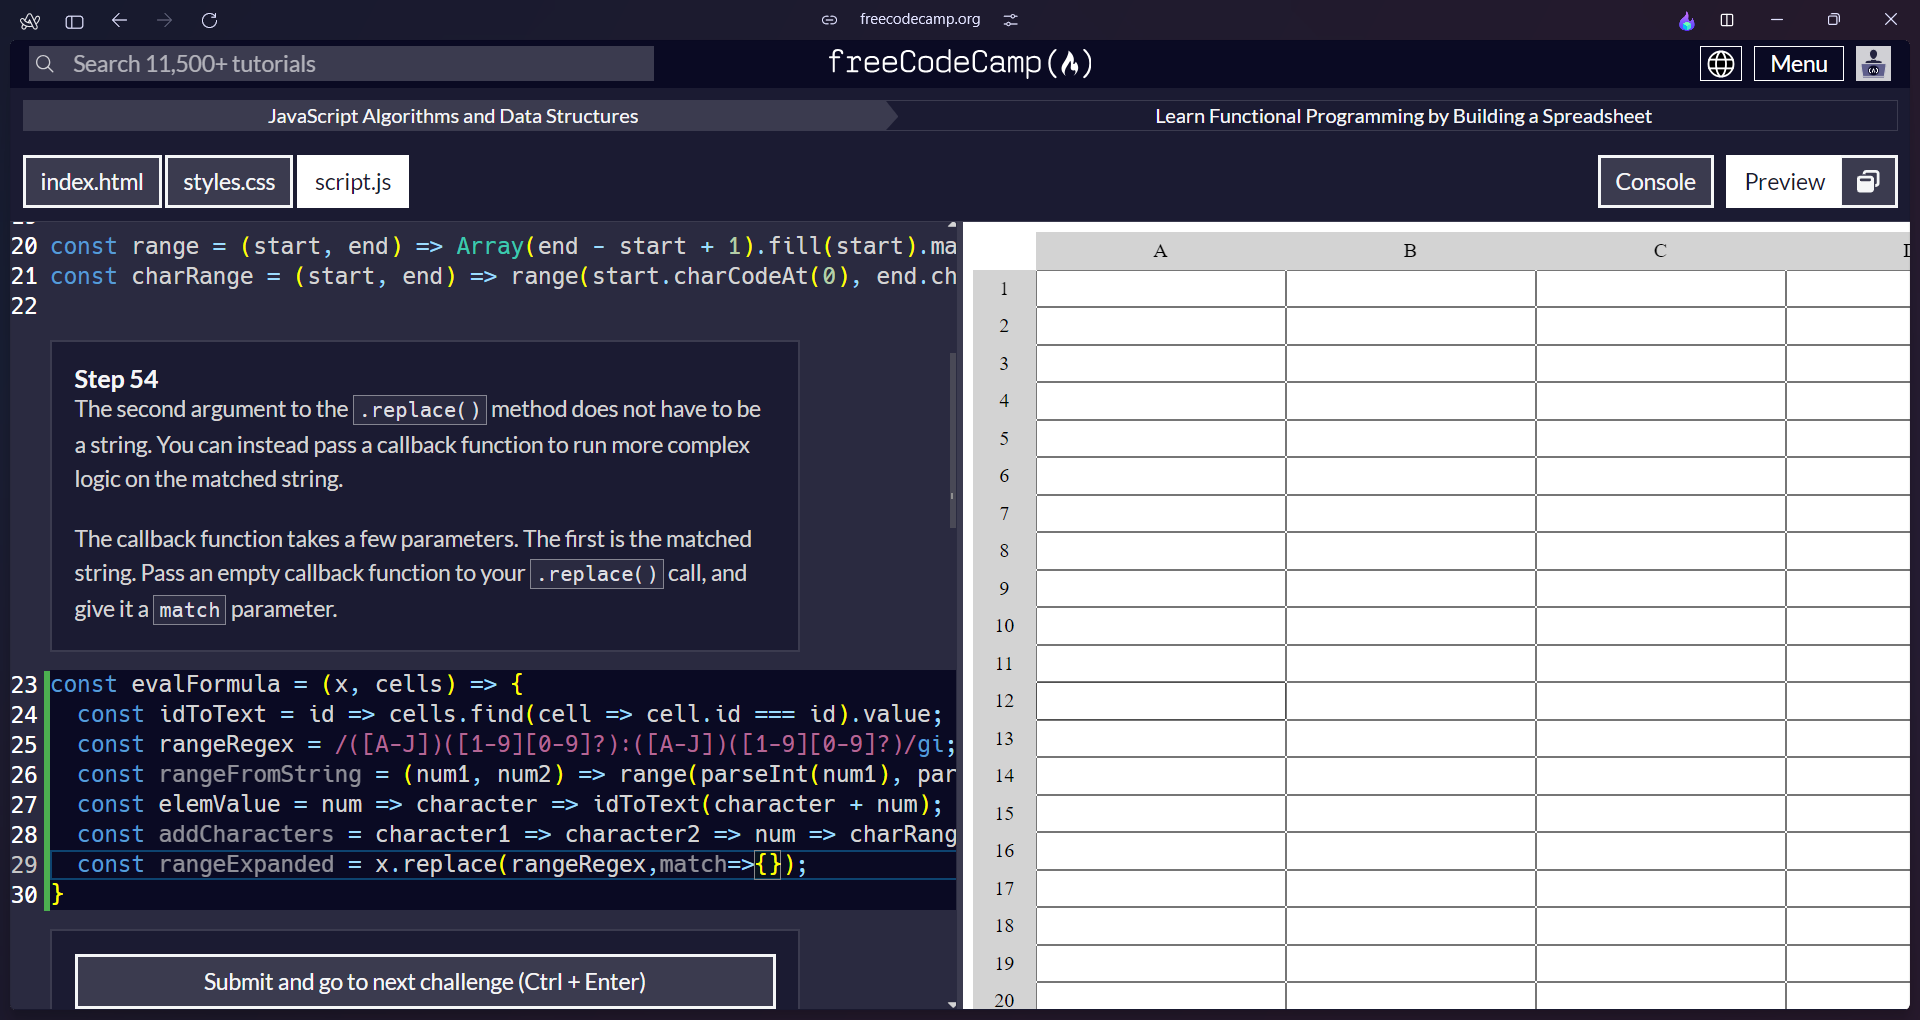 freecodecamp.org
Search 11,500+ tutorials
freeCodeCamp
Menu
JavaScript Algorithms and Data Structures
Learn Functional Programming by Building a Spreadsheet
index.html
styles.css
script.js
Console
Preview
20 const range = (start, end) => Array(end - start + 1).fill(start).ma
21 const charRange = (start, end) => range(start.charCodeAt(0), end.ch
22
Step 54
The second argument to the .replace() method does not have to be
a string. You can instead pass a callback function to run more complex
logic on the matched string.
The callback function takes a few parameters. The first is the matched
string. Pass an empty callback function to your .replace() call, and
give it a match parameter.
23 const evalFormula = (x, cells) => {
24 const idToText = id => cells.find(cell => cell.id === id).value;
25 const rangeRegex = /([A-J])([1-9][0-9]?):([A-J])([1-9][0-9]?)/gi;
26 const rangeFromString = (num1, num2) => range(parseInt(num1), par
27 const elemValue = num => character => idToText(character + num);
28 const addCharacters = character1 => character2 => num => charRang
29 const rangeExpanded = x.replace(rangeRegex,match=>{});
30 }
Submit and go to next challenge (Ctrl + Enter)
A B C
1
2
3
4
5
6
7
8
9
10
11
12
13
14
15
16
17
18
19
20